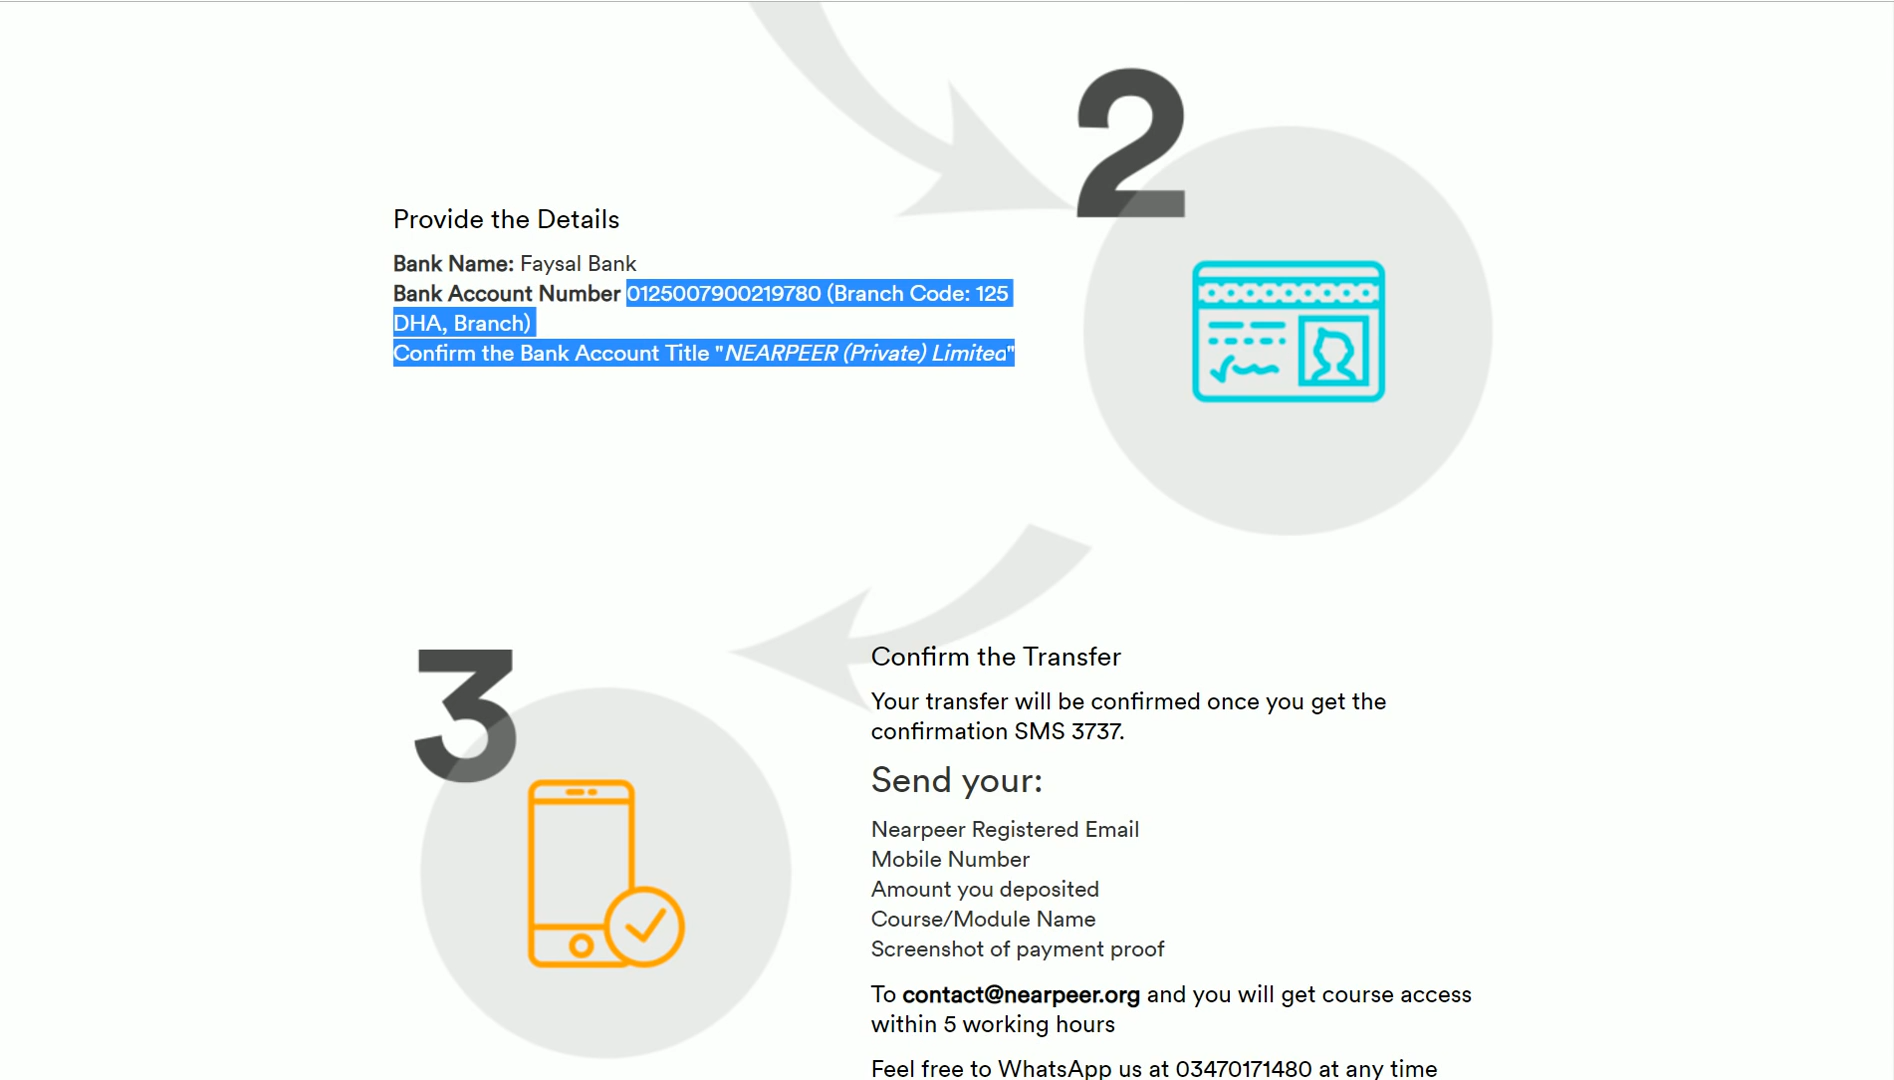 2
Provide the Details
Bank Name: Faysal Bank
Bank Account Number 0125007900219780 (Branch Code: 125
DHA, Branch)
Confirm the Bank Account Title "NEARPEER (Private) Limited"
3
Confirm the Transfer
Your transfer will be confirmed once you get the
confirmation SMS 3737.
Send your:
Nearpeer Registered Email
Mobile Number
Amount you deposited
Course/Module Name
Screenshot of payment proof
To contact@nearpeer.org and you will get course access
within 5 working hours
Feel free to WhatsApp us at 03470171480 at any time